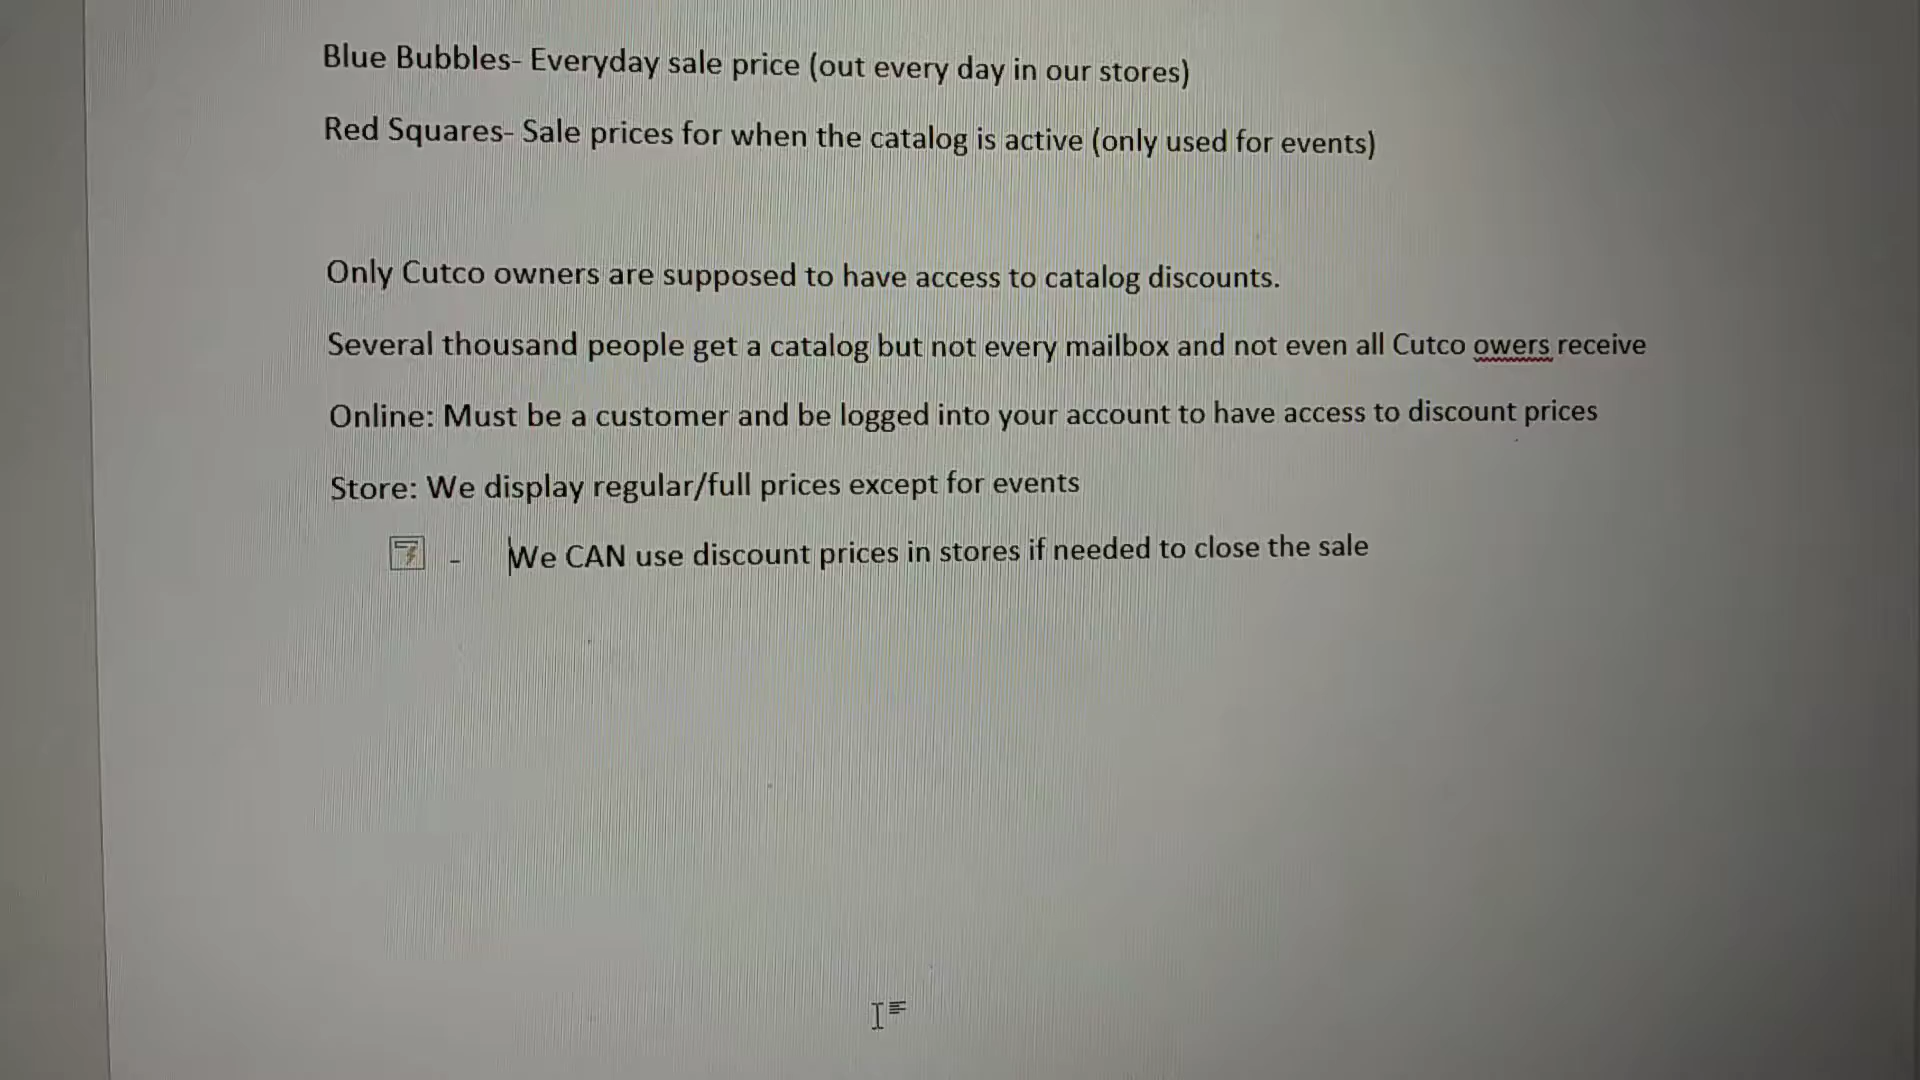 Blue Bubbles- Everyday sale price (out every day in our stores)
Red Squares- Sale prices for when the catalog is active (only used for events)
Only Cutco owners are supposed to have access to catalog discounts.
Several thousand people get a catalog but not every mailbox and not even all Cutco owers receive
Online: Must be a customer and be logged into your account to have access to discount prices
Store: We display regular/full prices except for events
- We CAN use discount prices in stores if needed to close the sale